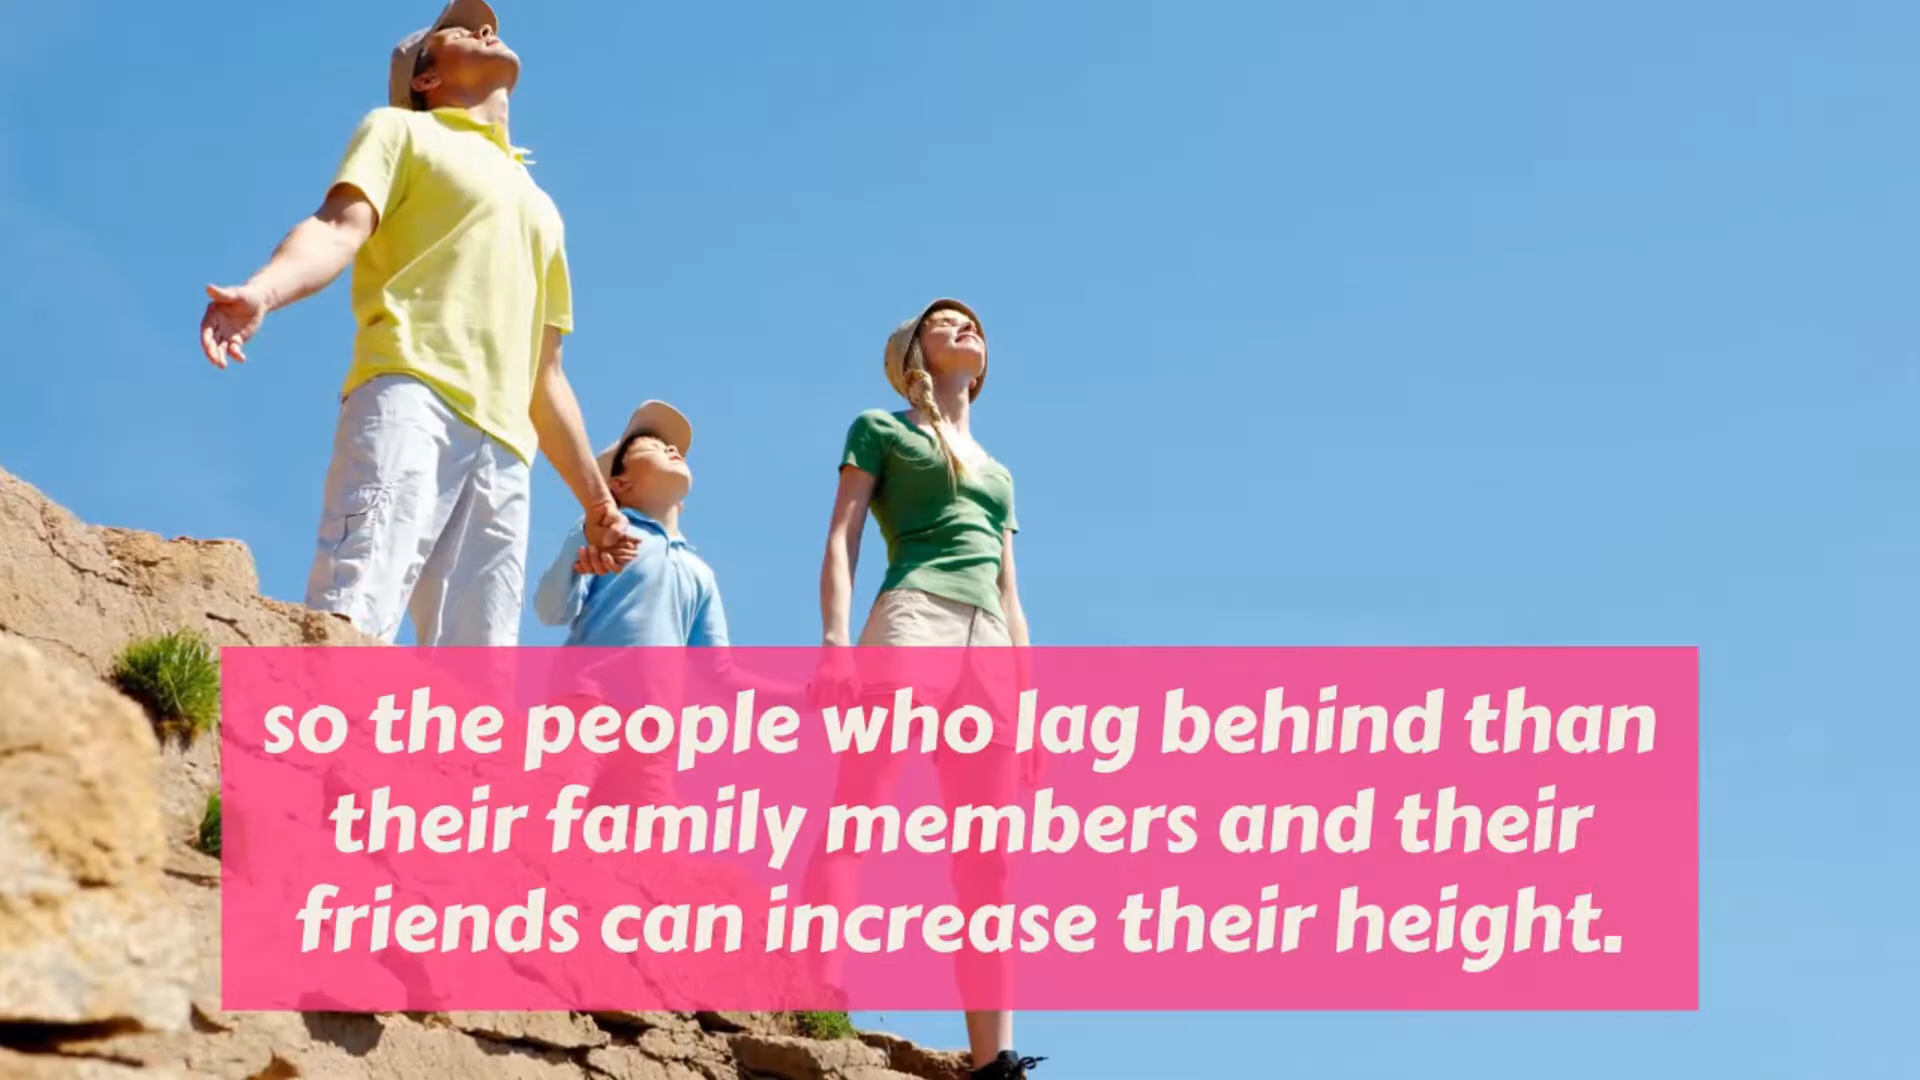 so the people who lag behind than
their family members and their
friends can increase their height.